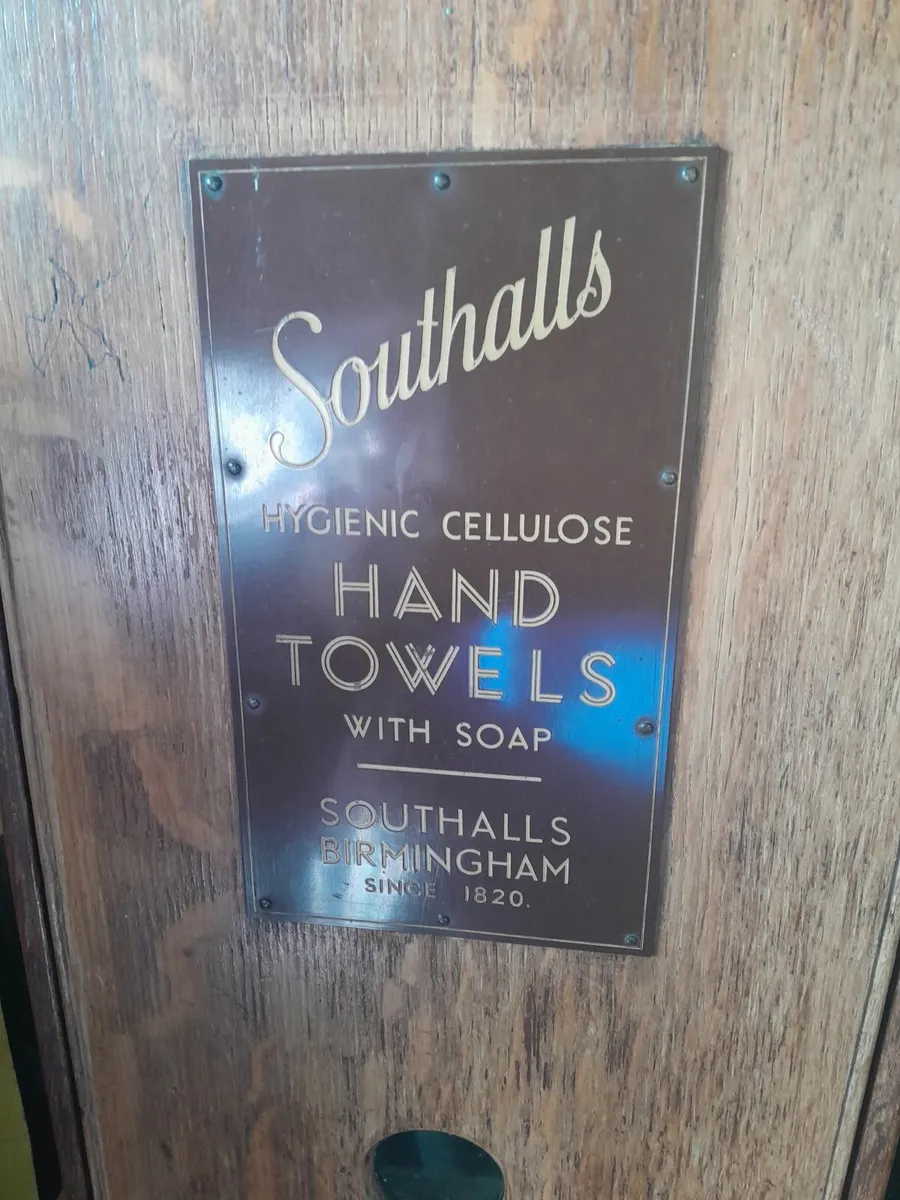 Southalls
HYGIENIC CELLULOSE
HAND
TOWELS
WITH SOAP
SOUTHALLS
BIRMINGHAM
SINCE 1820.